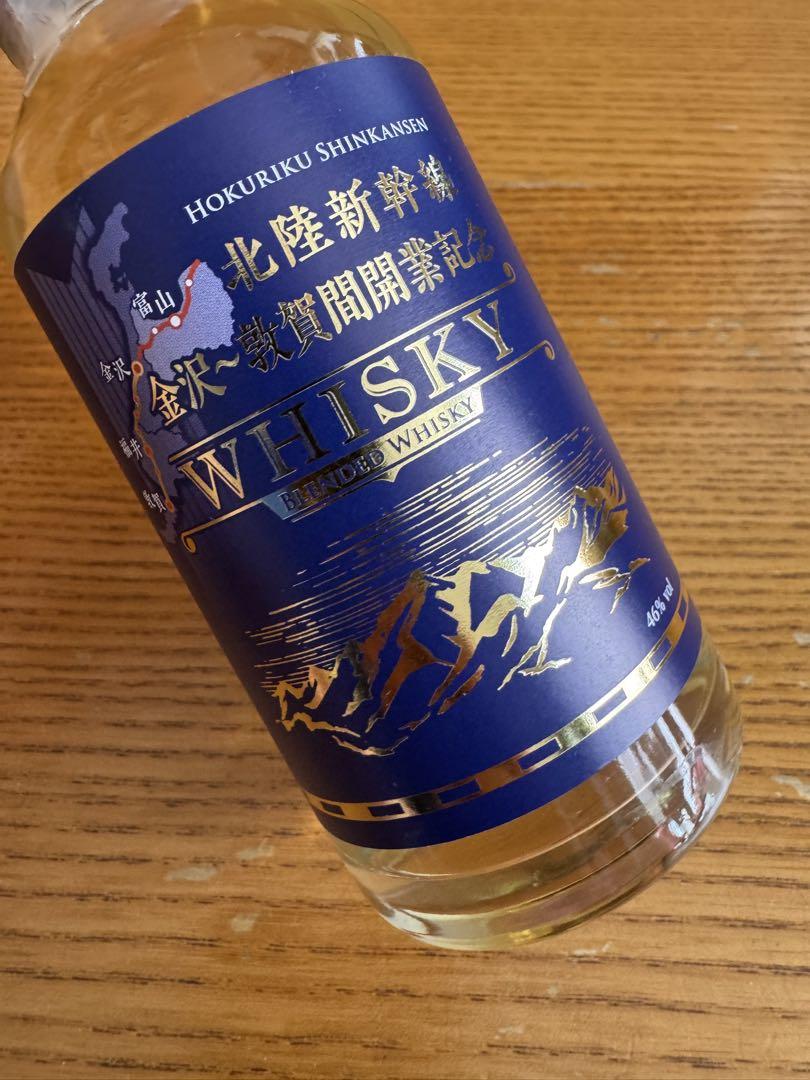 HOKURIKU SHINKANSEN
北陸新幹線
金沢～敦賀間開業記念
WHISKY
BLENDED WHISKY
富山
金沢
福井
敦賀
46% vol